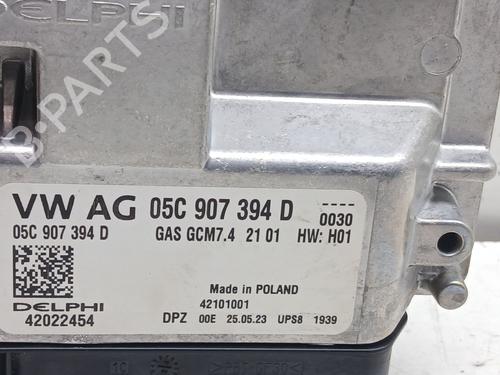 DELPHI
B-PARTS
VW AG 05C 907 394 D
----
0030
05C 907 394 D GAS GCM7.4 21 01 HW: H01
Made in POLAND
DELPHI
42101001
42022454
DPZ 00E 25.05.23 UPS8 1939